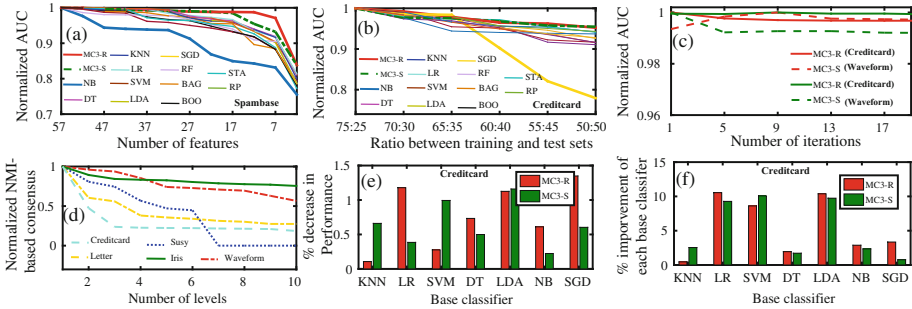 Normalized AUC
1
0.9
0.8
0.7
(a)
MC3-R
MC3-S
NB
DT
KNN
LR
SVM
LDA
SGD
RF
BAG
BOO
STA
RP
Spambase
57 47 37 27 17 7
Number of features
Normalized AUC
1
0.9
0.8
(b)
MC3-R
MC3-S
NB
DT
KNN
LR
SVM
LDA
SGD
RF
BAG
BOO
STA
RP
Creditcard
75:25 70:30 65:35 60:40 55:45 50:50
Ratio between training and test sets
Normalized AUC
1
0.98
0.96
(c)
MC3-R (Creditcard)
MC3-S (Waveform)
MC3-R (Creditcard)
MC3-S (Waveform)
1 5 9 13 17
Number of iterations
Normalized NMI-
based consensus
1
0.5
0
(d)
Creditcard
Letter
Susy
Iris
Waveform
2 4 6 8 10
Number of levels
% decrease in
Performance
1.5
1
0.5
0
(e)
Creditcard
MC3-R
MC3-S
KNN LR SVM DT LDA NB SGD
Base classifier
% imporvement of
each base classifer
15
10
5
0
Creditcard
(f)
MC3-R
MC3-S
KNN LR SVM DT LDA NB SGD
Base classifier